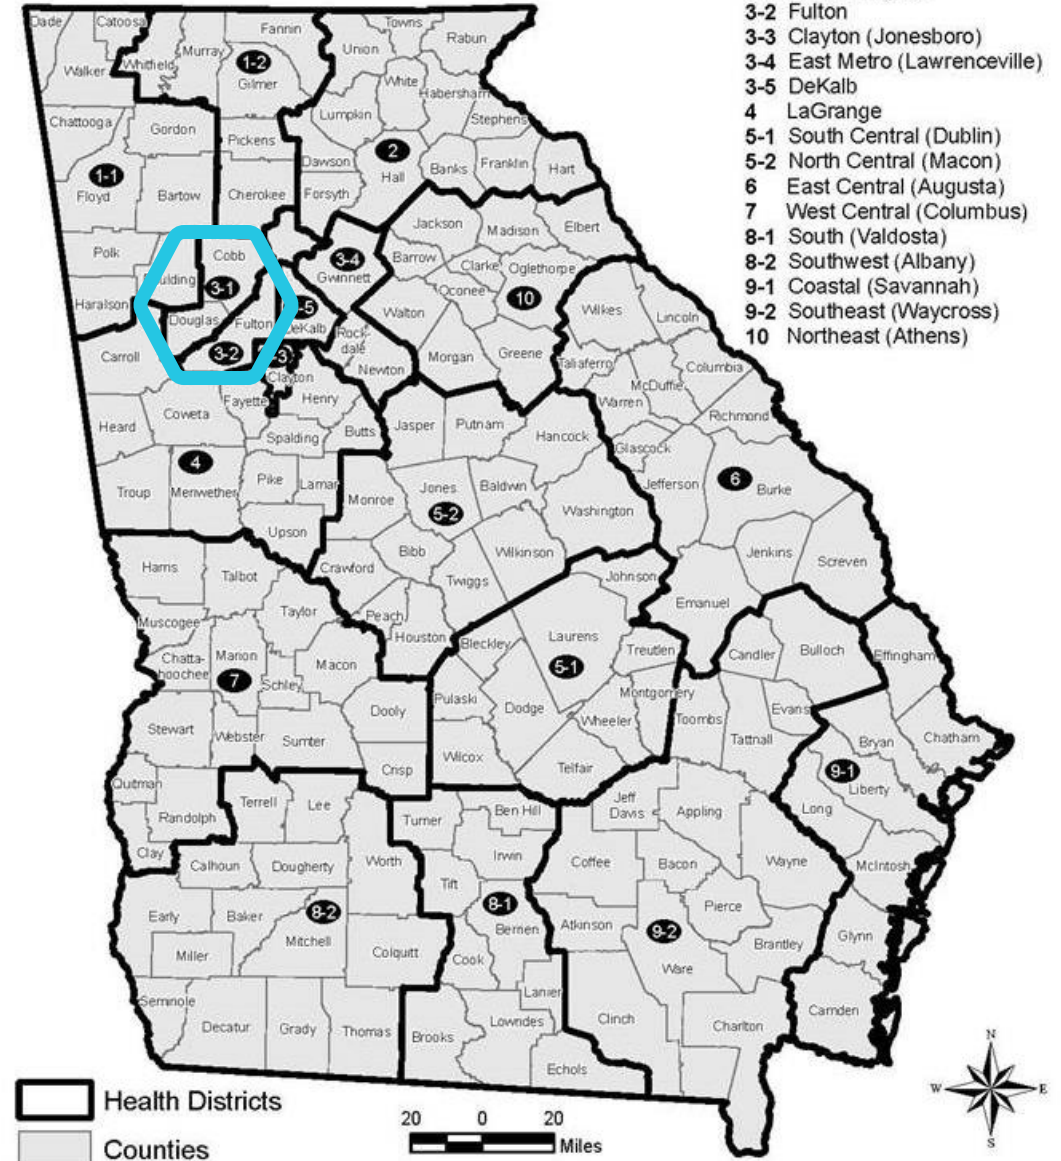 3-2 Fulton
3-3 Clayton (Jonesboro)
3-4 East Metro (Lawrenceville)
3-5 DeKalb
4 LaGrange
5-1 South Central (Dublin)
5-2 North Central (Macon)
6 East Central (Augusta)
7 West Central (Columbus)
8-1 South (Valdosta)
8-2 Southwest (Albany)
9-1 Coastal (Savannah)
9-2 Southeast (Waycross)
10 Northeast (Athens)
Dade
Catoosa
Fannin
Towns
Rabun
Union
Murray
Whitfield
Walker
1-2
Gilmer
White
Habersham
Lumpkin
Stephens
Chattooga
Gordon
Pickens
Dawson
2
Hall
Banks
Franklin
Hart
1-1
Floyd
Bartow
Cherokee
Forsyth
Jackson
Madison
Elbert
Polk
ulding
Cobb
3-1
3-4
Gwinnett
Barrow
Clarke
Oglethorpe
Oconee
10
Haralson
Douglas
Fulton
-5
DeKalb
Rock-
dale
Walton
Wilkes
Lincoln
Carroll
3-2
-3
Clayton
Newton
Morgan
Greene
Taliaferro
McDuffie
Columbia
Warren
Richmond
Coweta
Fayette
Henry
Heard
Spalding
Butts
Jasper
Putnam
Hancock
Glascock
4
Troup
Meriwether
Pike
Lamar
Monroe
Jones
5-2
Baldwin
Jefferson
6
Burke
Washington
Upson
Bibb
Wilkinson
Jenkins
Screven
Harris
Talbot
Crawford
Twiggs
Johnson
Emanuel
Muscogee
Taylor
Peach
Houston
Bleckley
Laurens
5-1
Treutlen
Candler
Bulloch
Effingham
Chatta-
hoochee
Marion
7
Schley
Macon
Dooly
Pulaski
Dodge
Montgomery
Wheeler
Toombs
Evans
Tattnall
Stewart
Webster
Sumter
Crisp
Wilcox
Telfair
Bryan
Chatham
9-1
Liberty
Long
Quitman
Randolph
Terrell
Lee
Turner
Ben Hill
Jeff
Davis
Appling
Clay
Calhoun
Dougherty
Worth
Irwin
Coffee
Bacon
Wayne
McIntosh
Tift
8-1
Berrien
Early
Baker
8-2
Mitchell
Atkinson
9-2
Pierce
Brantley
Glynn
Miller
Colquitt
Cook
Ware
Seminole
Decatur
Grady
Thomas
Brooks
Lanier
Lowndes
Clinch
Charlton
Camden
Echols
N
W
E
S
Health Districts
Counties
20 0 20
Miles